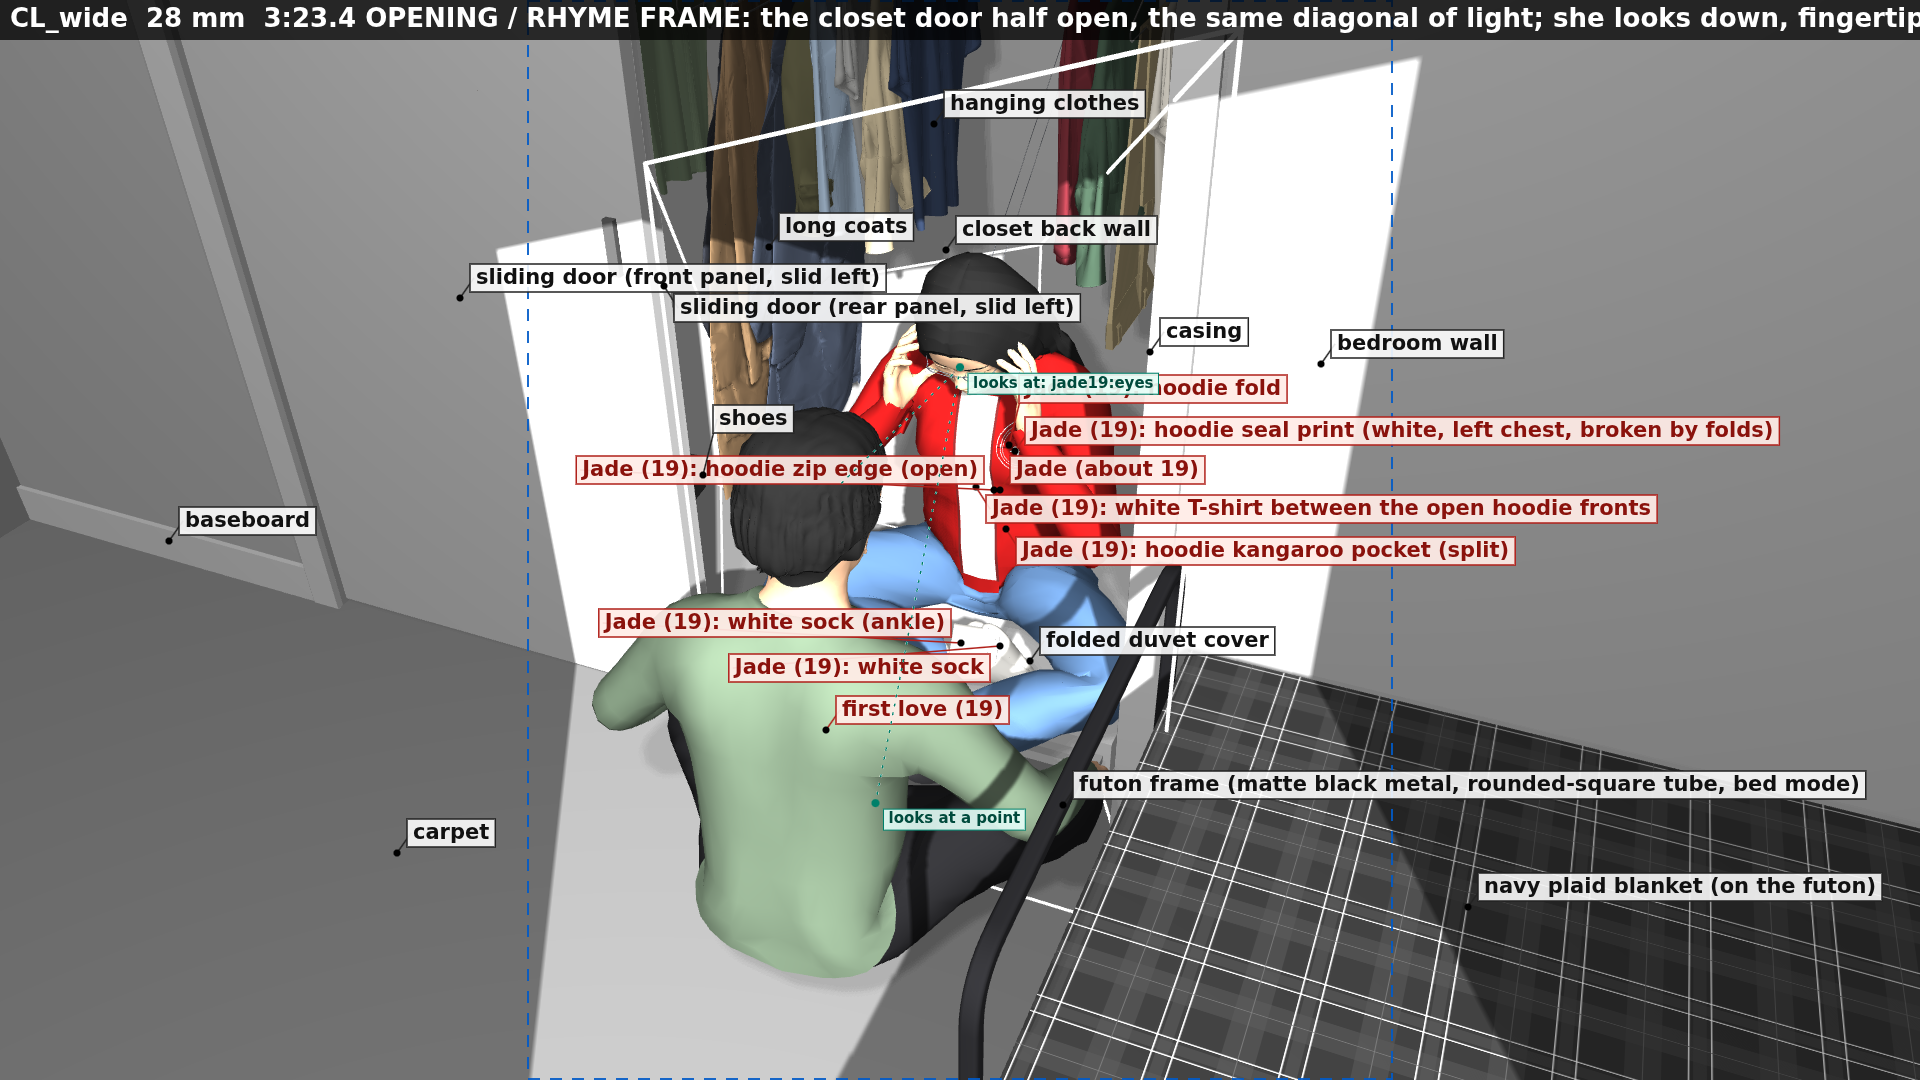 CL_wide 28 mm 3:23.4 OPENING / RHYME FRAME: the closet door half open, the same diagonal of light; she looks down, fingertip
hanging clothes
long coats
closet back wall
sliding door (front panel, slid left)
sliding door (rear panel, slid left)
casing
bedroom wall
looks at: jade19:eyes
hoodie fold
shoes
Jade (19): hoodie seal print (white, left chest, broken by folds)
Jade (19): hoodie zip edge (open)
Jade (about 19)
Jade (19): white T-shirt between the open hoodie fronts
baseboard
Jade (19): hoodie kangaroo pocket (split)
Jade (19): white sock (ankle)
folded duvet cover
Jade (19): white sock
first love (19)
futon frame (matte black metal, rounded-square tube, bed mode)
looks at a point
carpet
navy plaid blanket (on the futon)